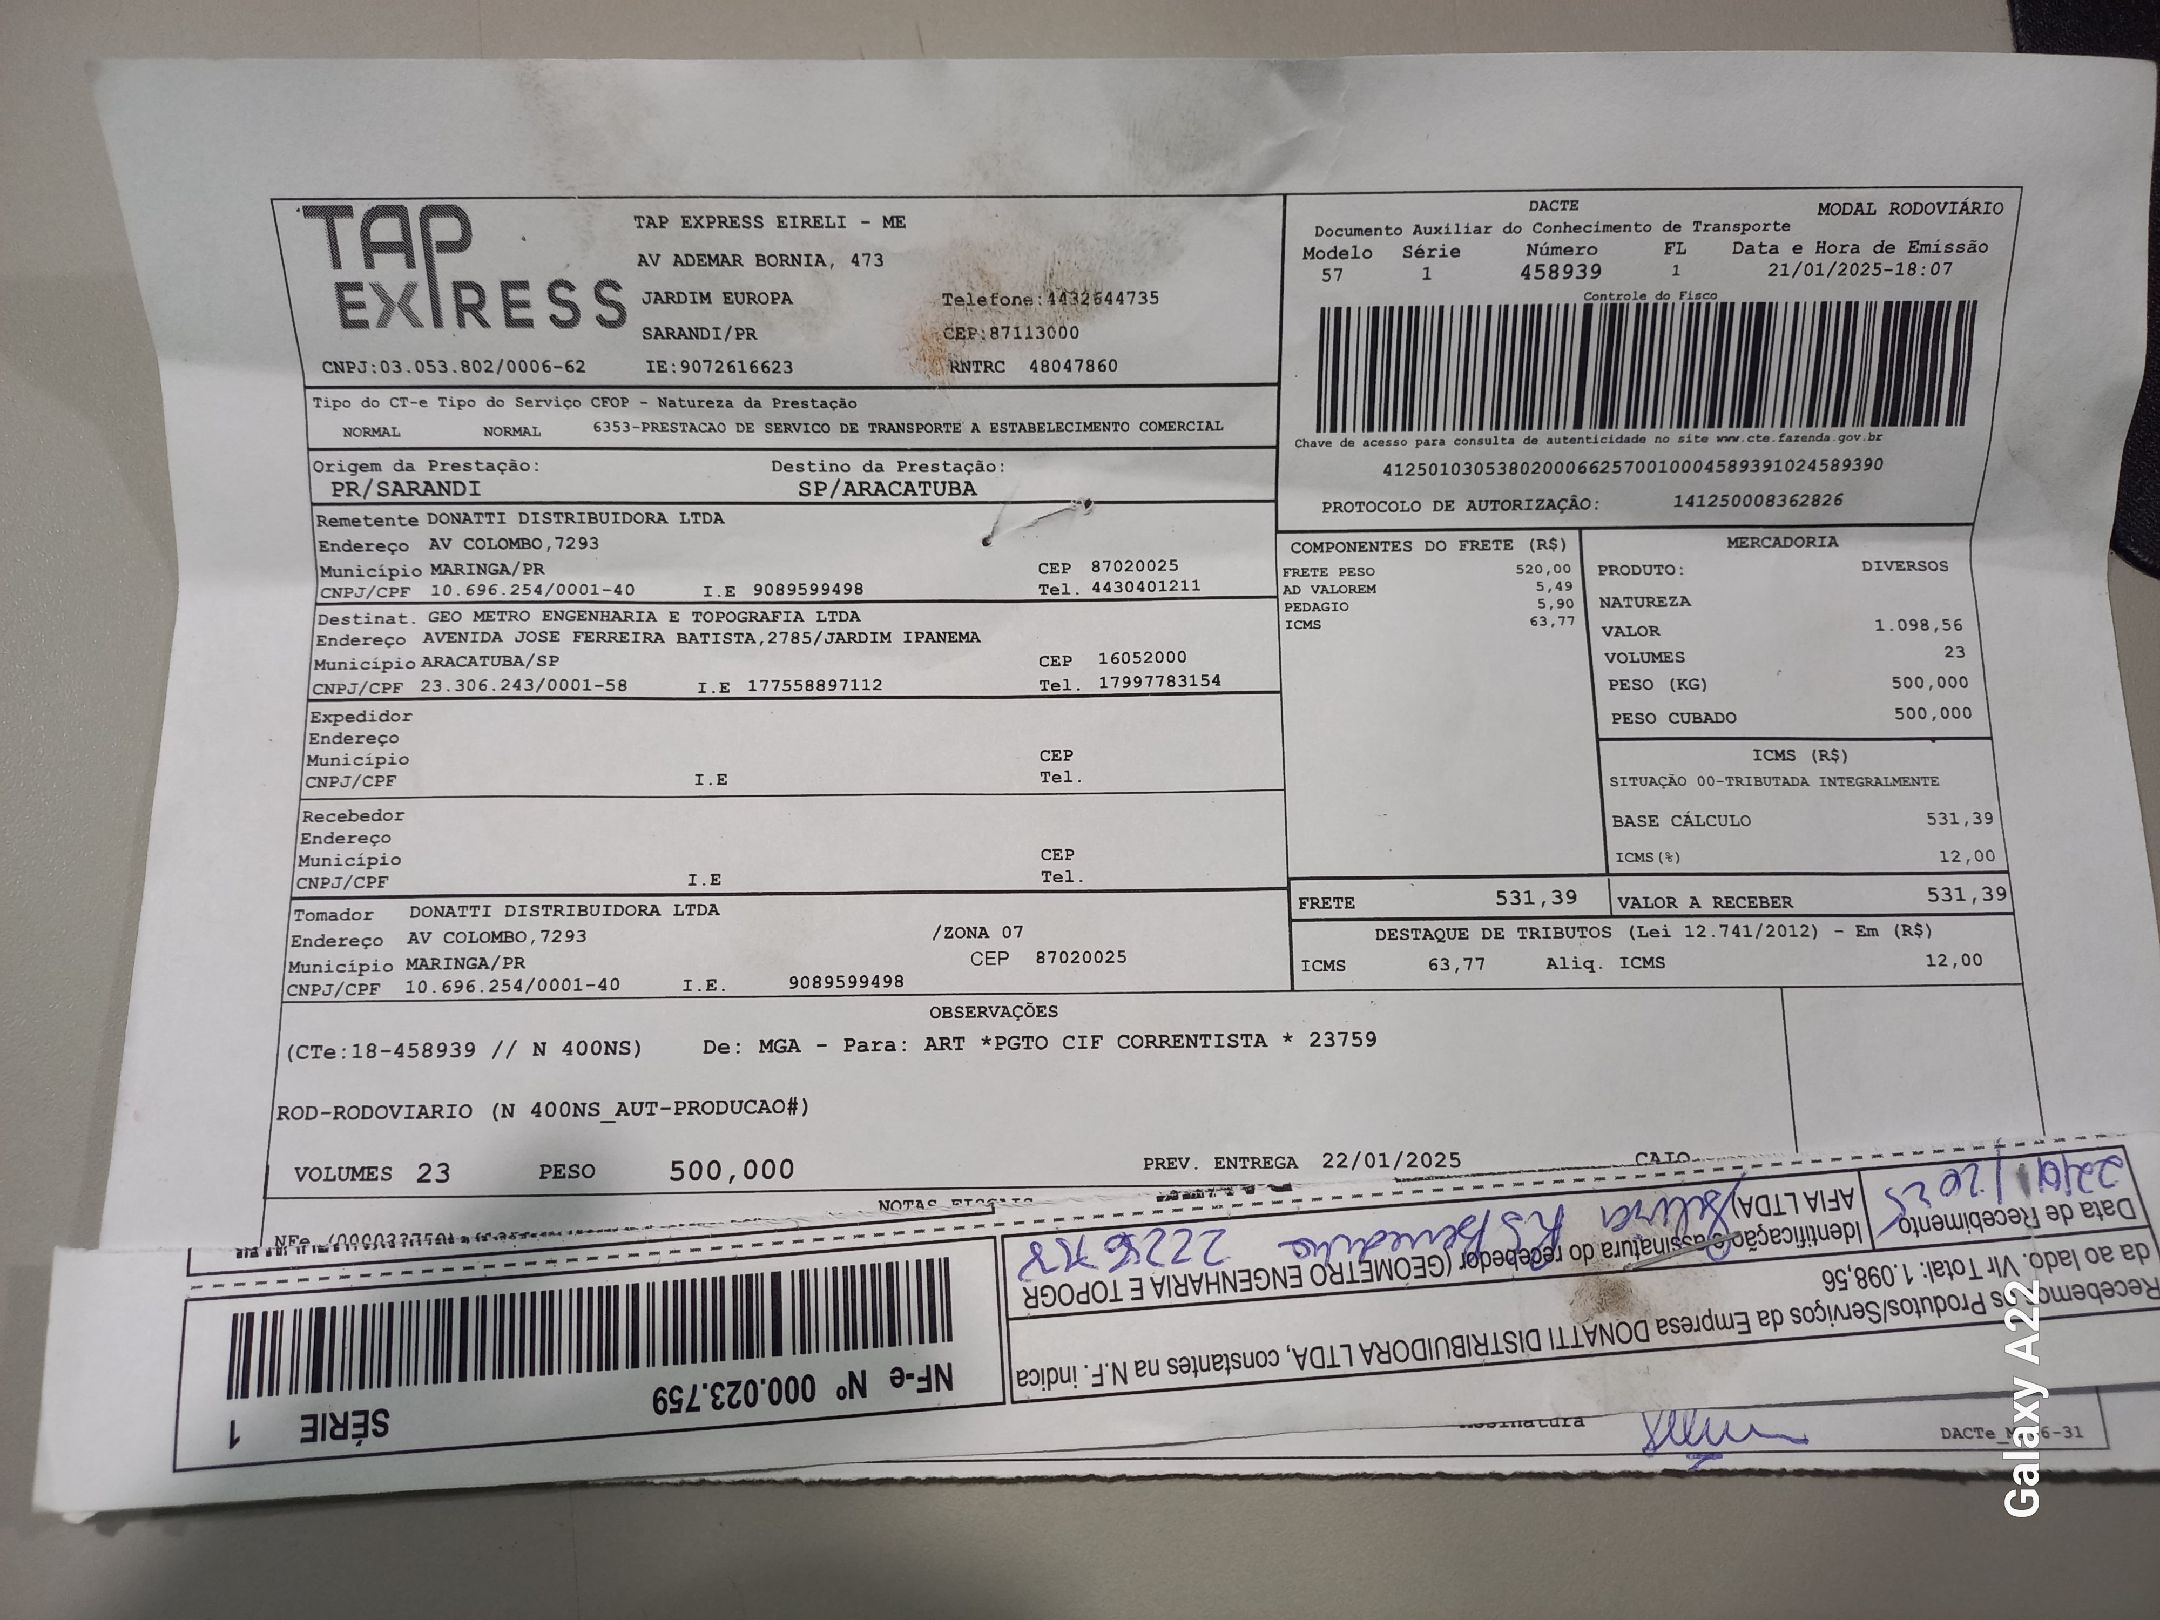 TAP EXPRESS
TAP EXPRESS EIRELI - ME
AV ADEMAR BORNIA, 473
JARDIM EUROPA Telefone:4432644735
SARANDI/PR CEP:87113000
CNPJ:03.053.802/0006-62 IE:9072616623 RNTRC 48047860
DACTE MODAL RODOVIÁRIO
Documento Auxiliar do Conhecimento de Transporte
Modelo Série Número FL Data e Hora de Emissão
57 1 458939 1 21/01/2025-18:07
Controle do Fisco
Chave de acesso para consulta de autenticidade no site www.cte.fazenda.gov.br
41250103053802000662570010004589391024589390
PROTOCOLO DE AUTORIZAÇÃO: 141250008362826
Tipo do CT-e Tipo do Serviço CFOP - Natureza da Prestação
NORMAL NORMAL 6353-PRESTACAO DE SERVICO DE TRANSPORTE A ESTABELECIMENTO COMERCIAL
Origem da Prestação: Destino da Prestação:
PR/SARANDI SP/ARACATUBA
Remetente DONATTI DISTRIBUIDORA LTDA
Endereço AV COLOMBO,7293
Município MARINGA/PR CEP 87020025
CNPJ/CPF 10.696.254/0001-40 I.E 9089599498 Tel. 4430401211
Destinat. GEO METRO ENGENHARIA E TOPOGRAFIA LTDA
Endereço AVENIDA JOSE FERREIRA BATISTA,2785/JARDIM IPANEMA
Município ARACATUBA/SP CEP 16052000
CNPJ/CPF 23.306.243/0001-58 I.E 177558897112 Tel. 17997783154
Expedidor
Endereço
Município CEP
CNPJ/CPF I.E Tel.
Recebedor
Endereço
Município CEP
CNPJ/CPF I.E Tel.
Tomador DONATTI DISTRIBUIDORA LTDA
Endereço AV COLOMBO,7293 /ZONA 07
Município MARINGA/PR CEP 87020025
CNPJ/CPF 10.696.254/0001-40 I.E. 9089599498
COMPONENTES DO FRETE (R$)
FRETE PESO 520,00
AD VALOREM 5,49
PEDAGIO 5,90
ICMS 63,77
MERCADORIA
PRODUTO: DIVERSOS
NATUREZA
VALOR 1.098,56
VOLUMES 23
PESO (KG) 500,000
PESO CUBADO 500,000
ICMS (R$)
SITUAÇÃO 00-TRIBUTADA INTEGRALMENTE
BASE CÁLCULO 531,39
ICMS(%) 12,00
FRETE 531,39 VALOR A RECEBER 531,39
DESTAQUE DE TRIBUTOS (Lei 12.741/2012) - Em (R$)
ICMS 63,77 Aliq. ICMS 12,00
OBSERVAÇÕES
(CTe:18-458939 // N 400NS) De: MGA - Para: ART *PGTO CIF CORRENTISTA * 23759
ROD-RODOVIARIO (N 400NS_AUT-PRODUCAO#)
VOLUMES 23 PESO 500,000 PREV. ENTREGA 22/01/2025 CAIO
NOTAS FISCAIS
Recebemos os Produtos/Serviços da Empresa DONATTI DISTRIBUIDORA LTDA, constantes na N.F. indica
da ao lado. Vlr Total: 1.098,56
Data de Recebimento
22/01/2025
Identificação e assinatura do recebedor (GEOMETRO ENGENHARIA E TOPOGR
AFIA LTDA)
NF-e Nº 000.023.759
SÉRIE 1
Assinatura
Galaxy A22